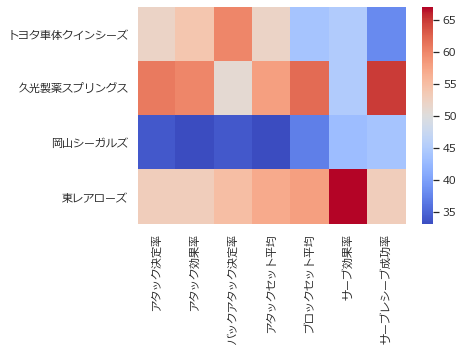 トヨタ車体クインシーズ
久光製薬スプリングス
岡山シーガルズ
東レアローズ
アタック決定率
アタック効果率
バックアタック決定率
アタックセット平均
ブロックセット平均
サーブ効果率
サーブレシーブ成功率
65
60
55
50
45
40
35